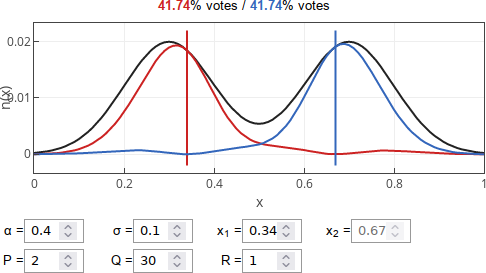 41.74% votes / 41.74% votes
0.02
n(x)
0.01
0
0 0.2 0.4 0.6 0.8 1
x
α = 0.4 σ = 0.1 x₁ = 0.34 x₂ = 0.67
P = 2 Q = 30 R = 1